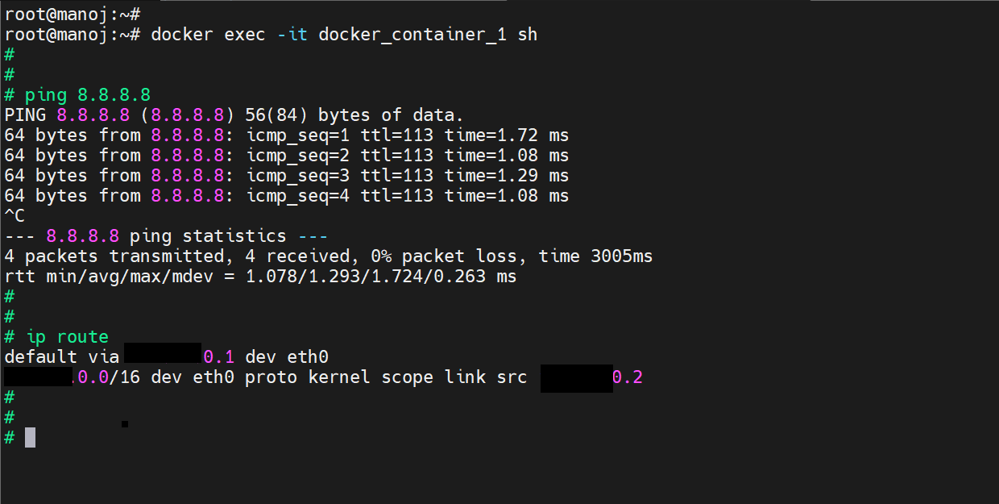 root@manoj:~#
root@manoj:~# docker exec -it docker_container_1 sh
#
#
# ping 8.8.8.8
PING 8.8.8.8 (8.8.8.8) 56(84) bytes of data.
64 bytes from 8.8.8.8: icmp_seq=1 ttl=113 time=1.72 ms
64 bytes from 8.8.8.8: icmp_seq=2 ttl=113 time=1.08 ms
64 bytes from 8.8.8.8: icmp_seq=3 ttl=113 time=1.29 ms
64 bytes from 8.8.8.8: icmp_seq=4 ttl=113 time=1.08 ms
^C
--- 8.8.8.8 ping statistics ---
4 packets transmitted, 4 received, 0% packet loss, time 3005ms
rtt min/avg/max/mdev = 1.078/1.293/1.724/0.263 ms
#
#
# ip route
default via 0.1 dev eth0
.0.0/16 dev eth0 proto kernel scope link src 0.2
#
#
#